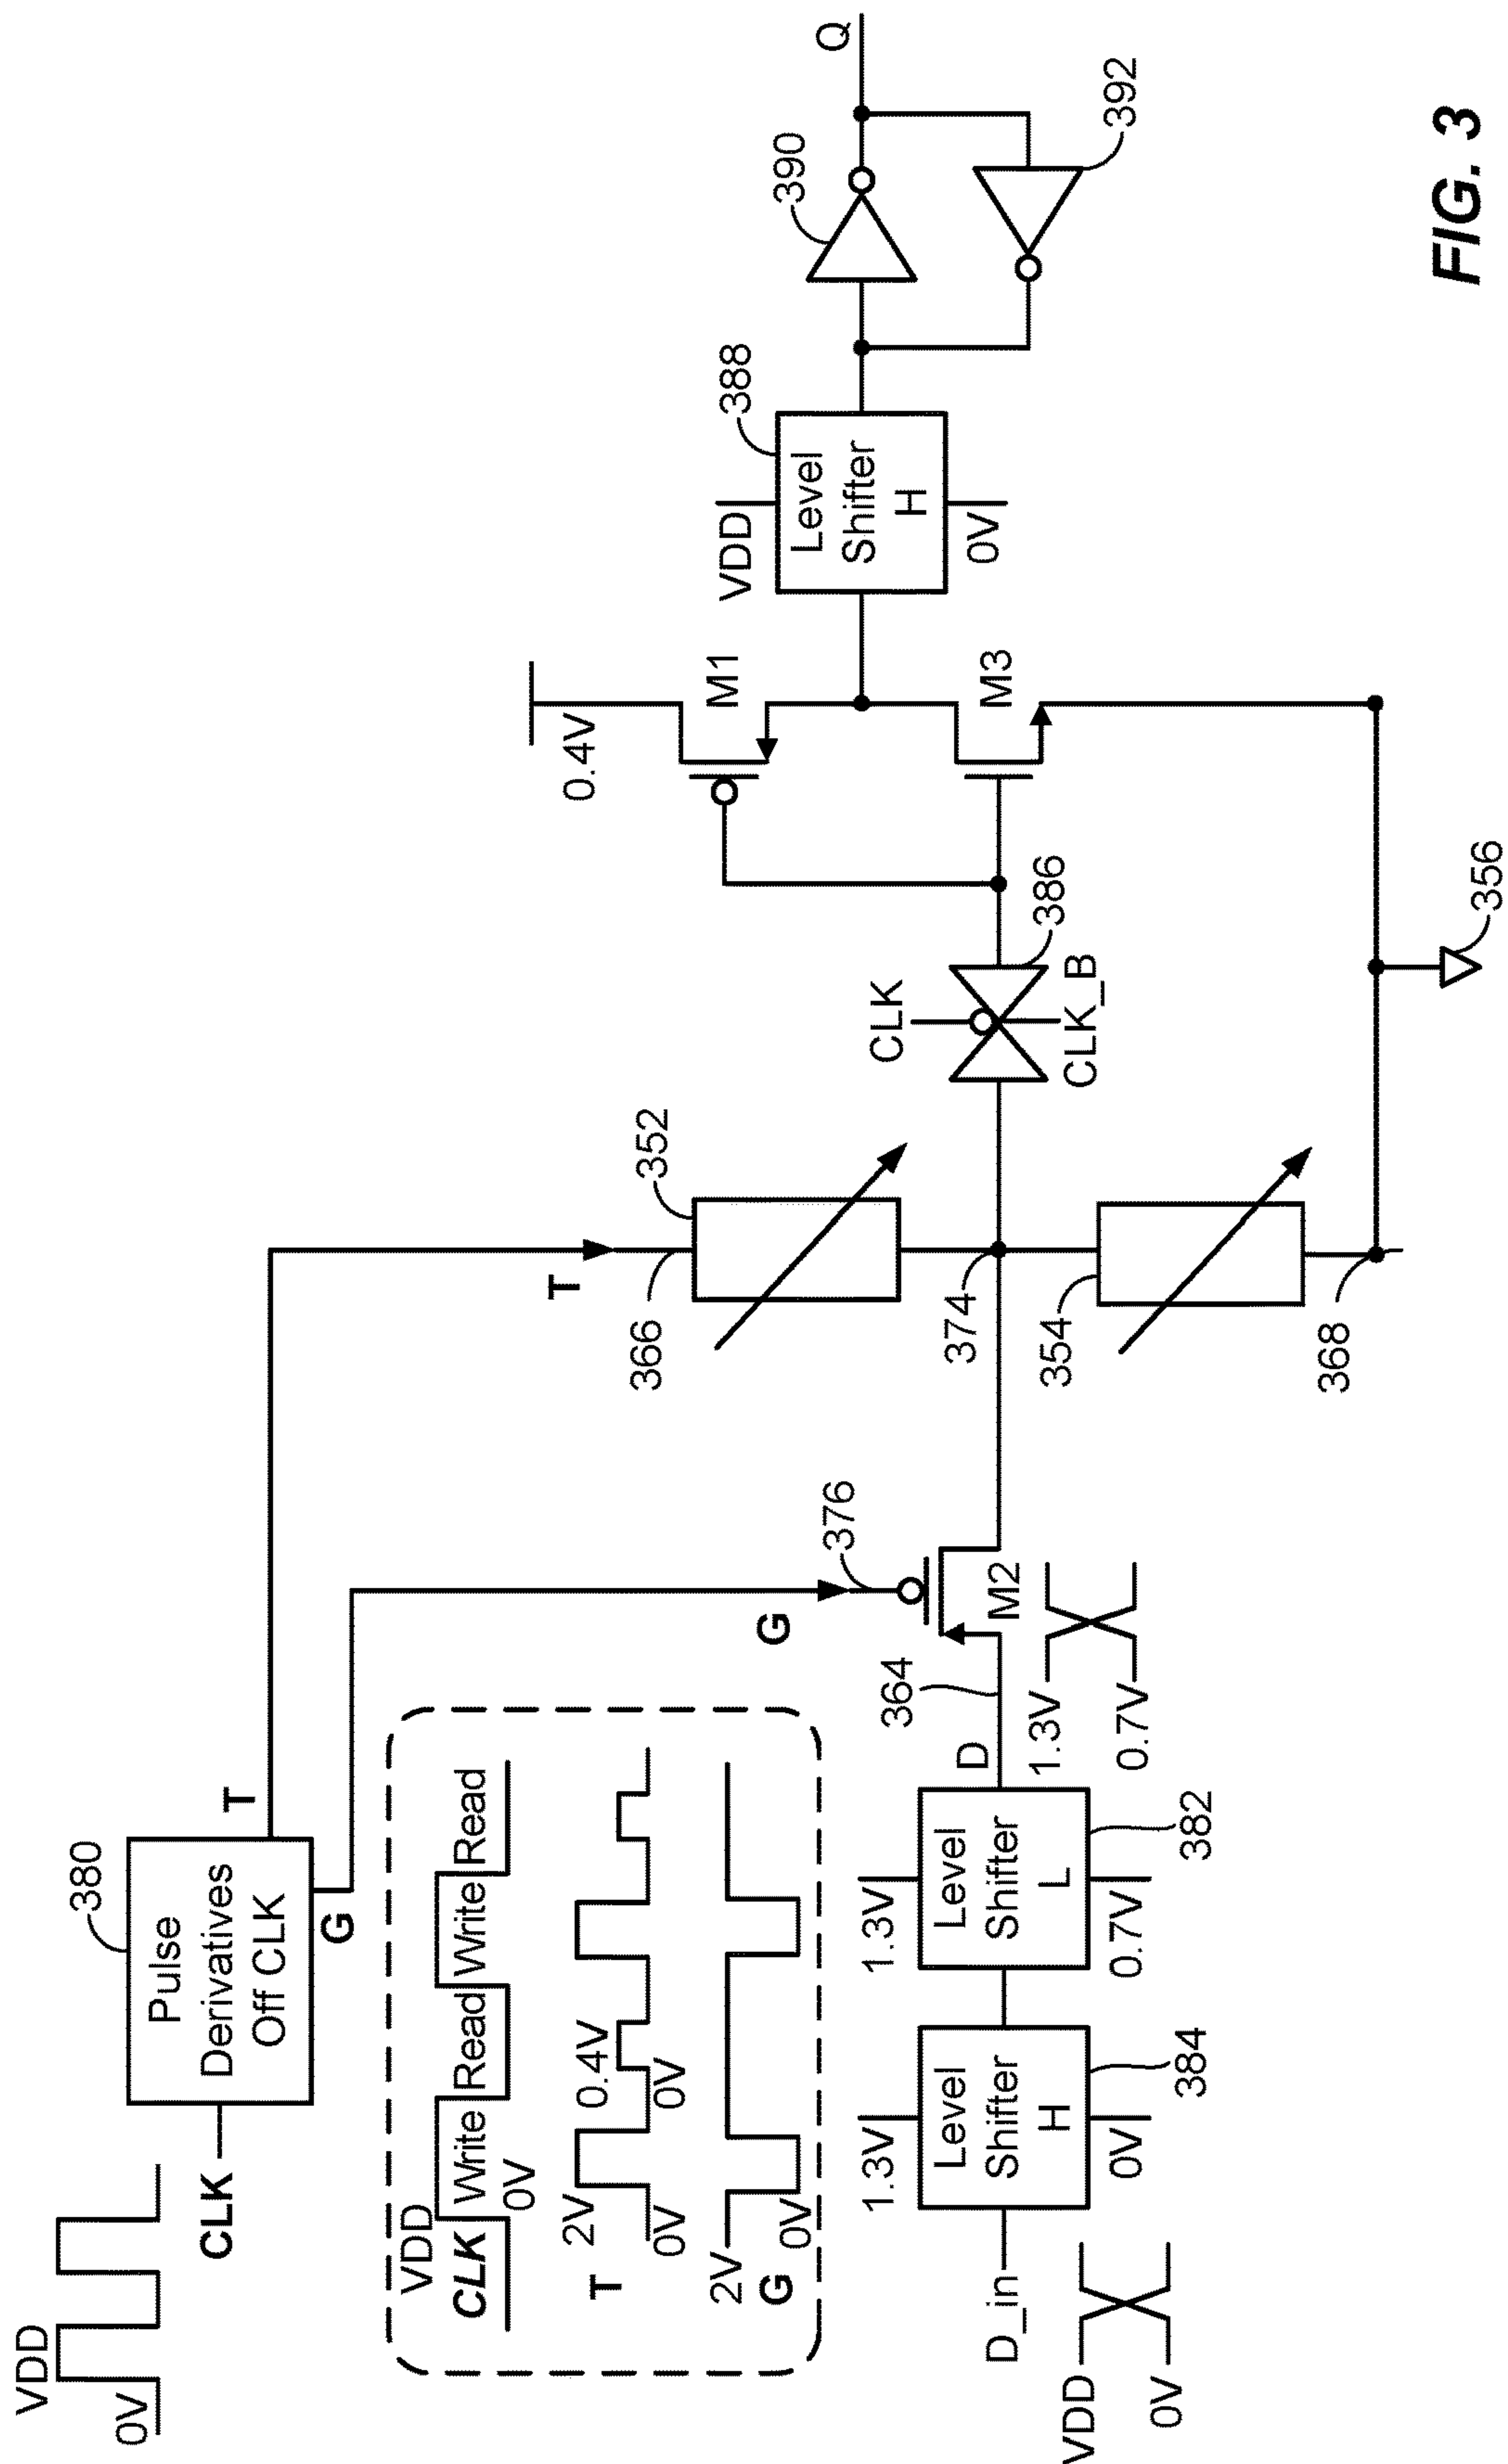 VDD
0V
CLK
380
Pulse
Derivatives
Off CLK
T
G
VDD
CLK
Write
Read
Write
Read
0V
T
2V
0V
0.4V
0V
2V
G
0V
D_in
VDD
0V
1.3V
Level
Shifter
H
0V
384
1.3V
Level
Shifter
L
0.7V
382
D
364
1.3V
0.7V
M2
G
376
T
366
352
374
354
368
CLK
CLK_B
386
0.4V
M1
M3
356
VDD
Level
Shifter
H
0V
388
390
392
Q
FIG. 3